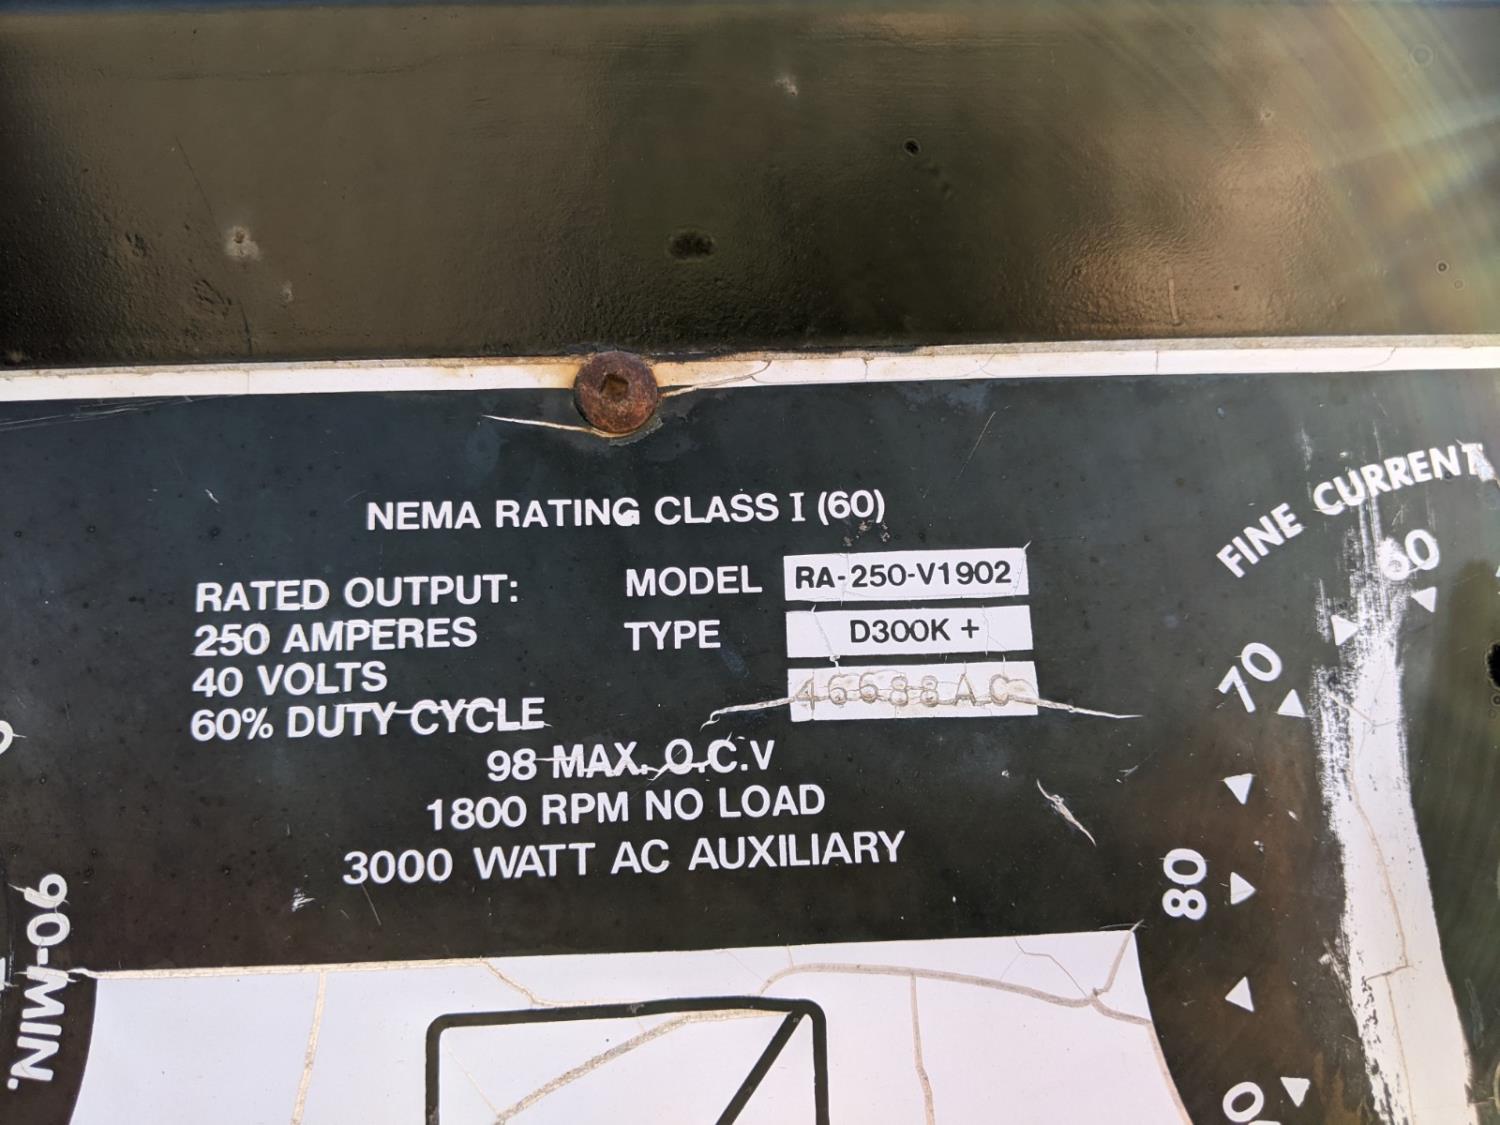 NEMA RATING CLASS I (60)
RATED OUTPUT:
250 AMPERES
40 VOLTS
60% DUTY CYCLE
MODEL RA-250-V1902
TYPE D300K +
46688AC
98 MAX. O.C.V
1800 RPM NO LOAD
3000 WATT AC AUXILIARY
FINE CURRENT
60
70
80
90-MIN.